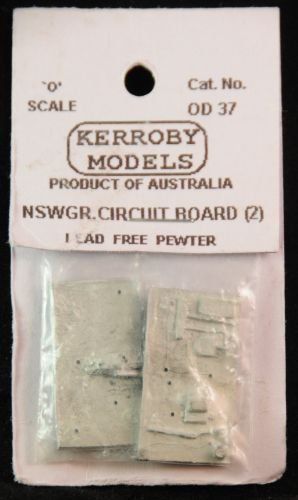 'O' Cat. No.
SCALE OD 37
KERROBY
MODELS
PRODUCT OF AUSTRALIA
NSWGR.CIRCUIT BOARD (2)
LEAD FREE PEWTER